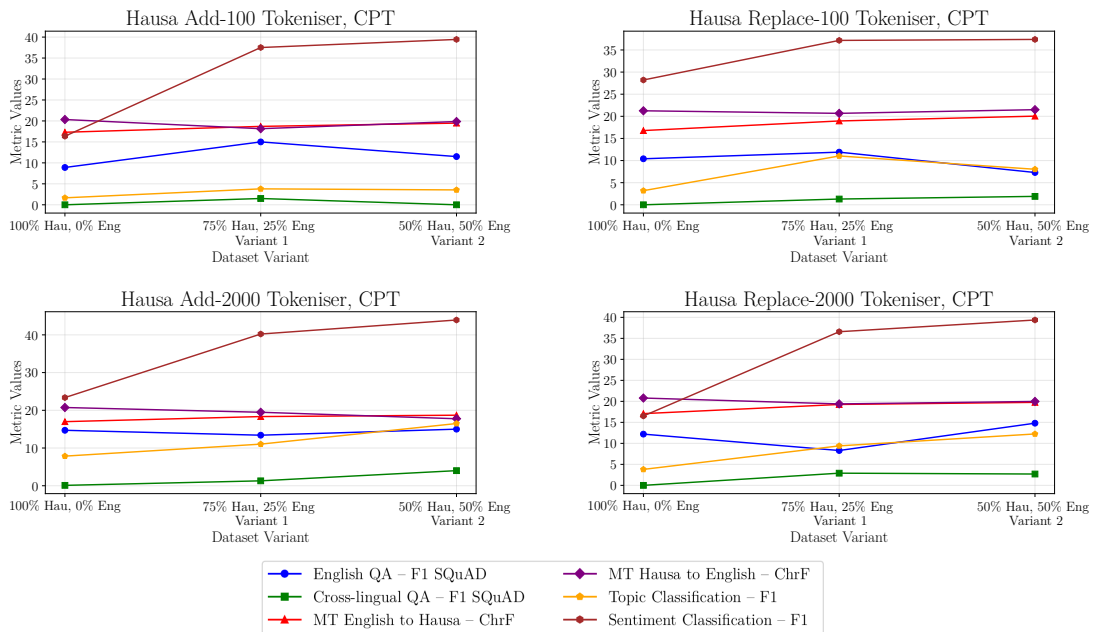 Hausa Add-100 Tokeniser, CPT
Metric Values
40
35
30
25
20
15
10
5
0
100% Hau, 0% Eng
75% Hau, 25% Eng
Variant 1
50% Hau, 50% Eng
Variant 2
Dataset Variant
Hausa Replace-100 Tokeniser, CPT
Metric Values
35
30
25
20
15
10
5
0
100% Hau, 0% Eng
75% Hau, 25% Eng
Variant 1
50% Hau, 50% Eng
Variant 2
Dataset Variant
Hausa Add-2000 Tokeniser, CPT
Metric Values
40
30
20
10
0
100% Hau, 0% Eng
75% Hau, 25% Eng
Variant 1
50% Hau, 50% Eng
Variant 2
Dataset Variant
Hausa Replace-2000 Tokeniser, CPT
Metric Values
40
35
30
25
20
15
10
5
0
100% Hau, 0% Eng
75% Hau, 25% Eng
Variant 1
50% Hau, 50% Eng
Variant 2
Dataset Variant
English QA – F1 SQuAD
Cross-lingual QA – F1 SQuAD
MT English to Hausa – ChrF
MT Hausa to English – ChrF
Topic Classification – F1
Sentiment Classification – F1